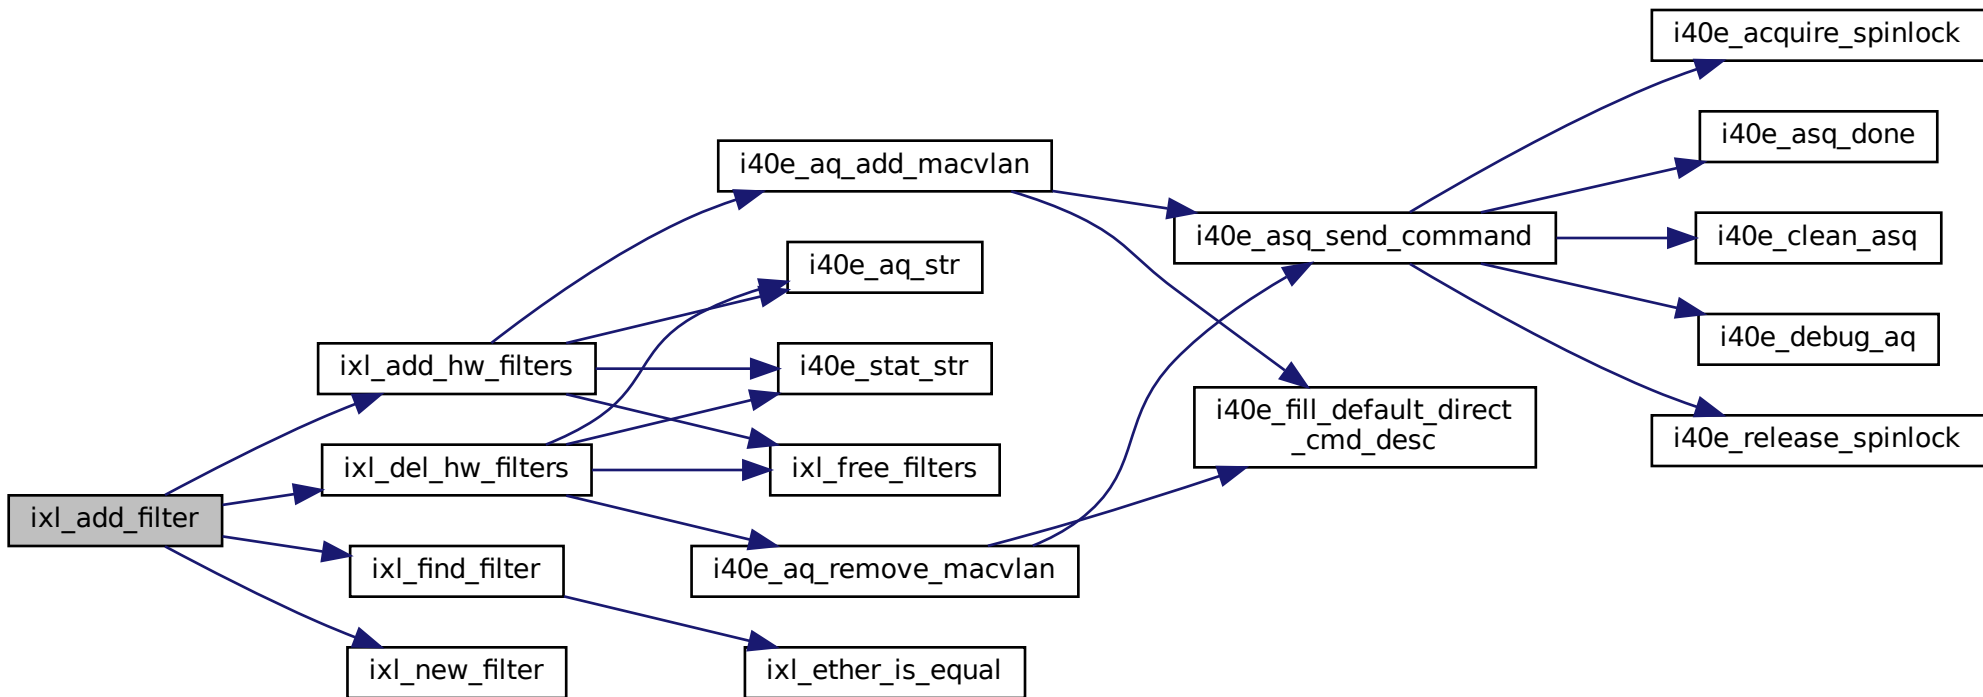 i40e_acquire_spinlock
i40e_asq_done
i40e_aq_add_macvlan
i40e_asq_send_command
i40e_clean_asq
i40e_aq_str
i40e_debug_aq
ixl_add_hw_filters
i40e_stat_str
i40e_fill_default_direct
_cmd_desc
i40e_release_spinlock
ixl_del_hw_filters
ixl_free_filters
ixl_add_filter
ixl_find_filter
i40e_aq_remove_macvlan
ixl_new_filter
ixl_ether_is_equal